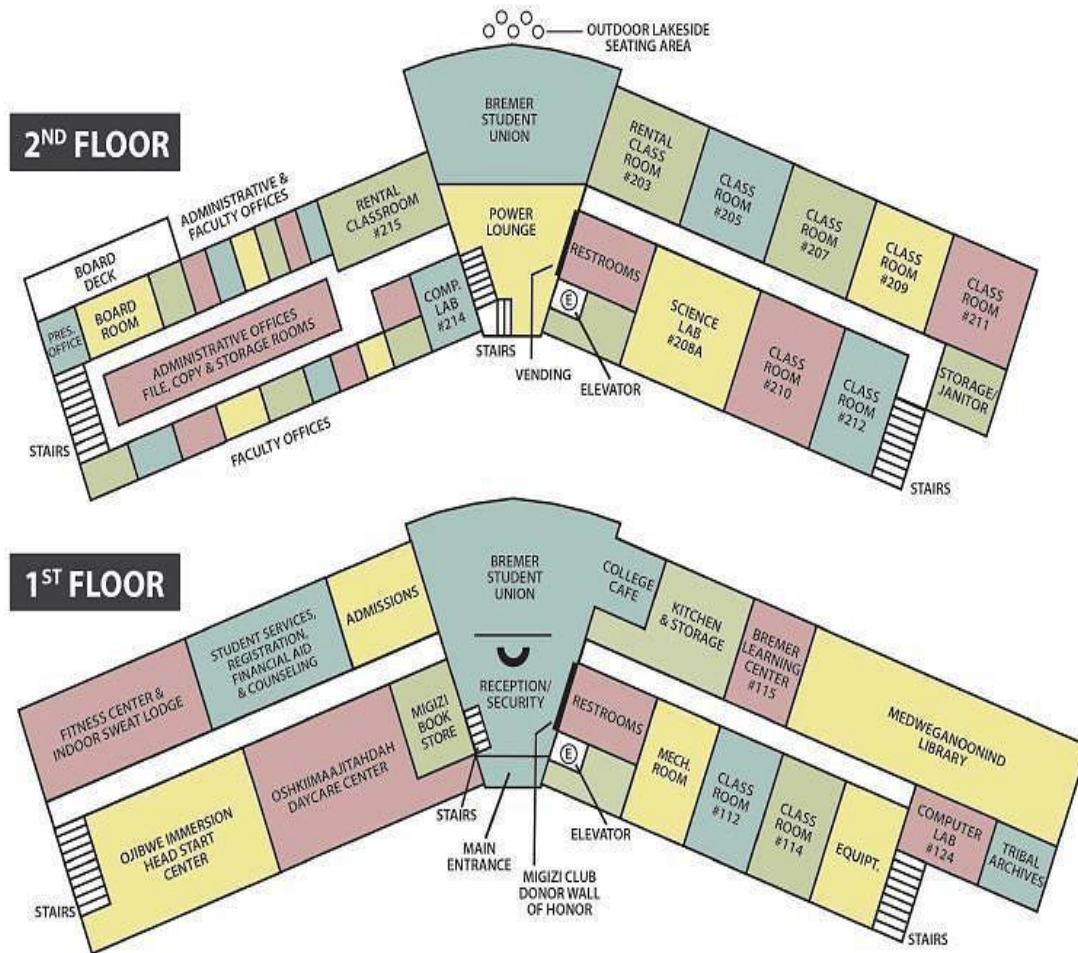 OUTDOOR LAKESIDE
SEATING AREA
2ND FLOOR
BREMER
STUDENT
UNION
POWER
LOUNGE
ADMINISTRATIVE &
FACULTY OFFICES
RENTAL
CLASSROOM
#215
BOARD
DECK
PRES.
OFFICE
BOARD
ROOM
ADMINISTRATIVE OFFICES
FILE, COPY & STORAGE ROOMS
COMP.
LAB
#214
FACULTY OFFICES
STAIRS
STAIRS
VENDING
RESTROOMS
E
ELEVATOR
RENTAL
CLASS
ROOM
#203
CLASS
ROOM
#205
CLASS
ROOM
#207
CLASS
ROOM
#209
CLASS
ROOM
#211
SCIENCE
LAB
#208A
CLASS
ROOM
#210
CLASS
ROOM
#212
STORAGE/
JANITOR
STAIRS
1ST FLOOR
BREMER
STUDENT
UNION
RECEPTION/
SECURITY
ADMISSIONS
STUDENT SERVICES,
REGISTRATION,
FINANCIAL AID
& COUNSELING
FITNESS CENTER &
INDOOR SWEAT LODGE
MIGIZI
BOOK
STORE
OSHKIIMAAJITAHDAH
DAYCARE CENTER
OJIBWE IMMERSION
HEAD START
CENTER
STAIRS
STAIRS
MAIN
ENTRANCE
MIGIZI CLUB
DONOR WALL
OF HONOR
RESTROOMS
E
ELEVATOR
COLLEGE
CAFE
KITCHEN
& STORAGE
BREMER
LEARNING
CENTER
#115
MEDWEGANOONIND
LIBRARY
MECH.
ROOM
CLASS
ROOM
#112
CLASS
ROOM
#114
EQUIPT.
COMPUTER
LAB
#124
TRIBAL
ARCHIVES
STAIRS